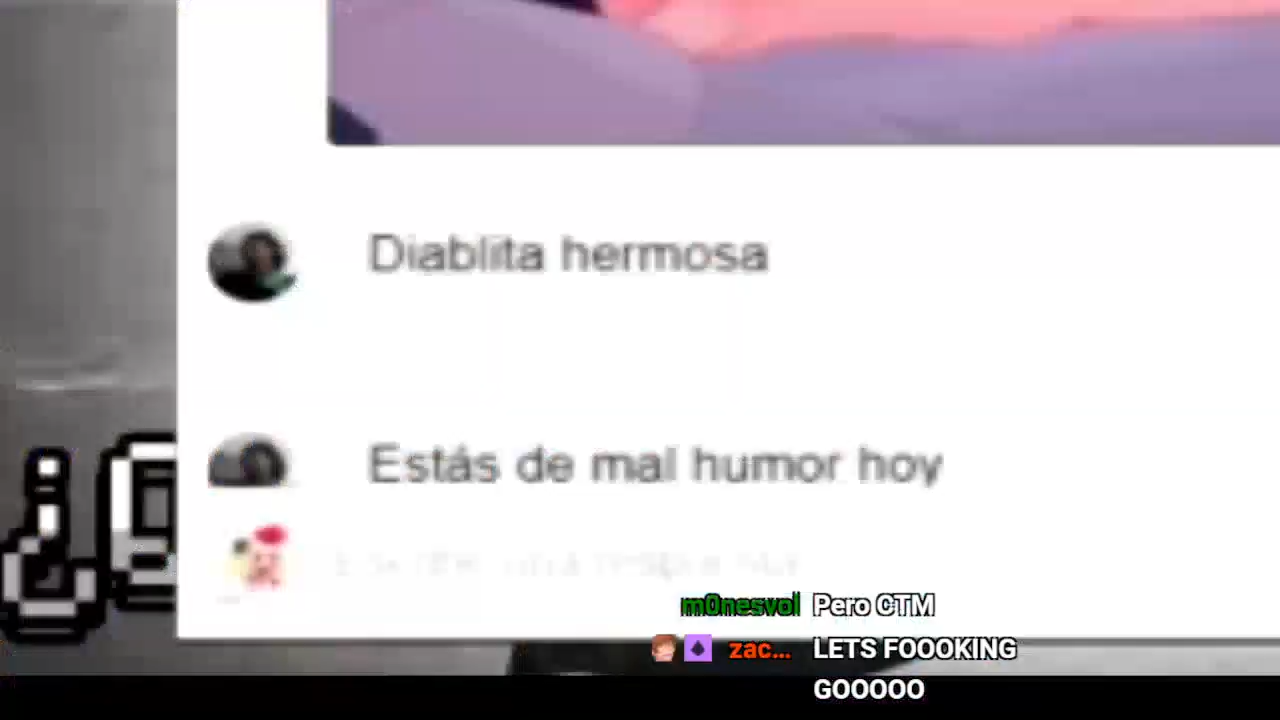 Diablita hermosa
Estás de mal humor hoy
m0nesvol Pero CTM
zac... LETS FOOOKING
GOOOOO